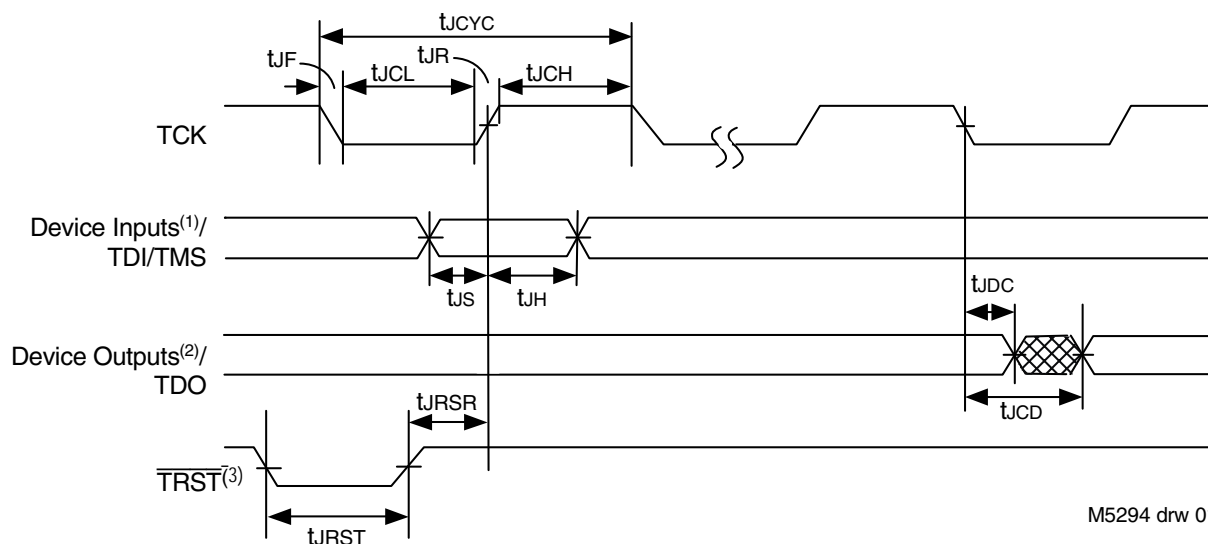 tJCYC
tJF
tJCL
tJR
tJCH
TCK
Device Inputs(1)/
TDI/TMS
tJS
tJH
tJDC
Device Outputs(2)/
TDO
tJRSR
tJCD
TRST(3)
tJRST
M5294 drw 0